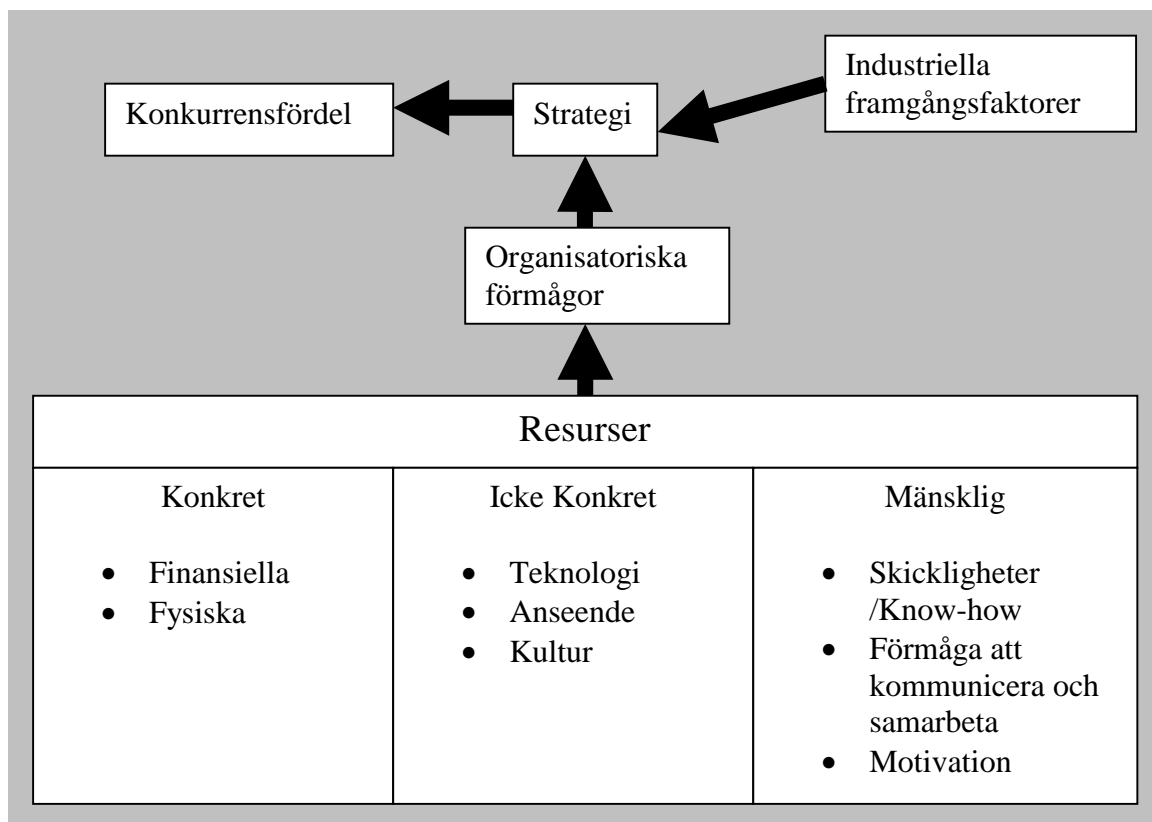 Industriella
framgångsfaktorer
Konkurrensfördel
Strategi
Organisatoriska
förmågor
Resurser
Konkret
• Finansiella
• Fysiska
Icke Konkret
• Teknologi
• Anseende
• Kultur
Mänsklig
• Skickligheter
/Know-how
• Förmåga att
kommunicera och
samarbeta
• Motivation